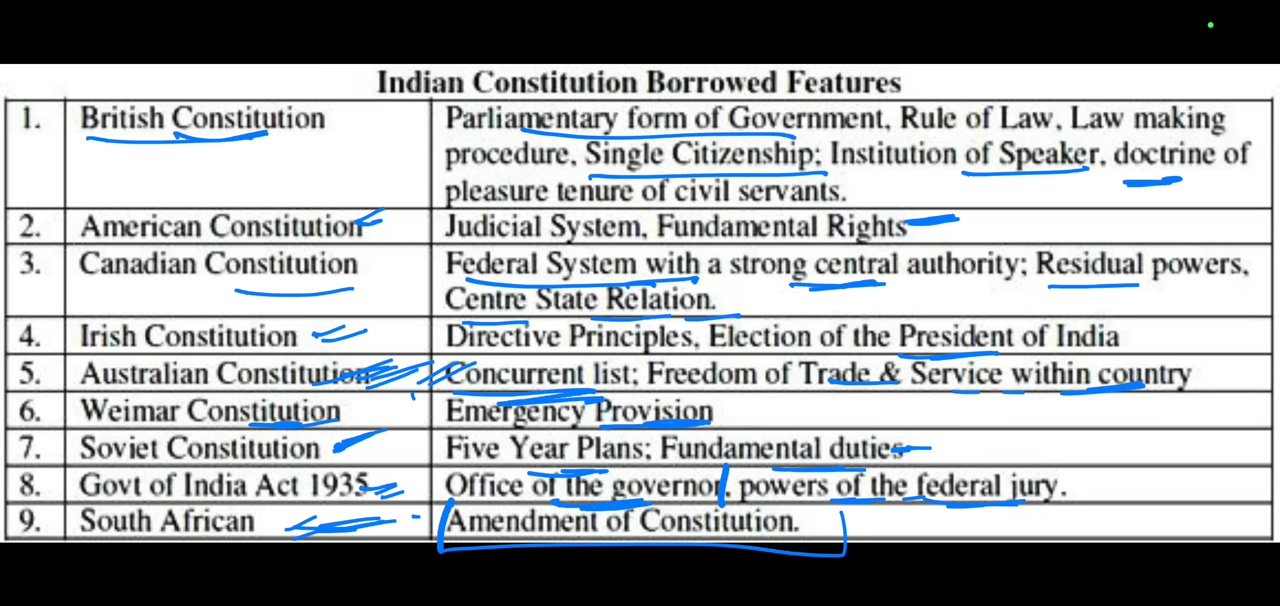 Indian Constitution Borrowed Features
1. British Constitution Parliamentary form of Government, Rule of Law, Law making
procedure, Single Citizenship; Institution of Speaker, doctrine of
pleasure tenure of civil servants.
2. American Constitution Judicial System, Fundamental Rights
3. Canadian Constitution Federal System with a strong central authority; Residual powers,
Centre State Relation.
4. Irish Constitution Directive Principles, Election of the President of India
5. Australian Constitution Concurrent list; Freedom of Trade & Service within country
6. Weimar Constitution Emergency Provision
7. Soviet Constitution Five Year Plans; Fundamental duties
8. Govt of India Act 1935 Office of the governor, powers of the federal jury.
9. South African Amendment of Constitution.